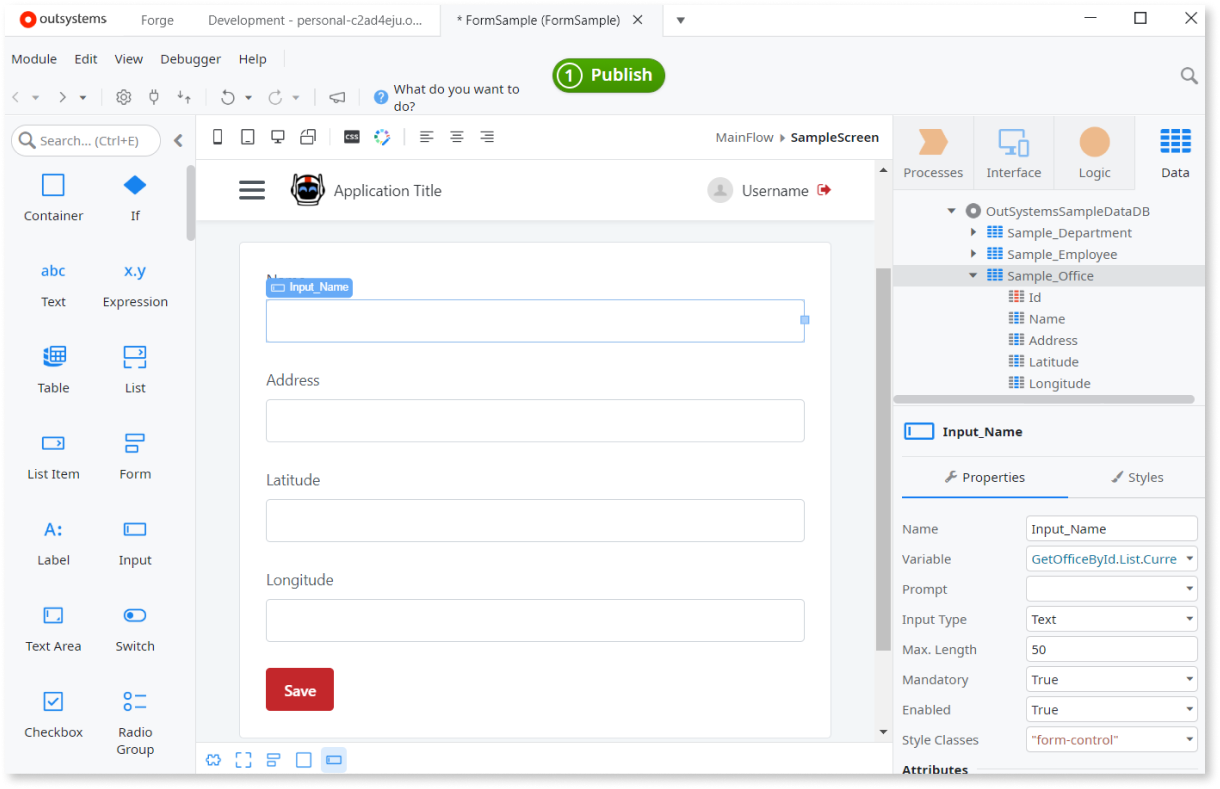 outsystems
Forge
Development - personal-c2ad4eju.o...
* FormSample (FormSample)
Module Edit View Debugger Help
1 Publish
What do you want to
do?
Search... (Ctrl+E)
CSS
MainFlow SampleScreen
Processes
Interface
Logic
Data
Container
If
abc
Text
x.y
Expression
Table
List
List Item
Form
A:
Label
Input
Text Area
Switch
Checkbox
Radio
Group
Application Title
Username
Input_Name
Address
Latitude
Longitude
Save
OutSystemsSampleDataDB
Sample_Department
Sample_Employee
Sample_Office
Id
Name
Address
Latitude
Longitude
Input_Name
Properties
Styles
Name Input_Name
Variable GetOfficeById.List.Curre
Prompt
Input Type Text
Max. Length 50
Mandatory True
Enabled True
Style Classes "form-control"
Attributes